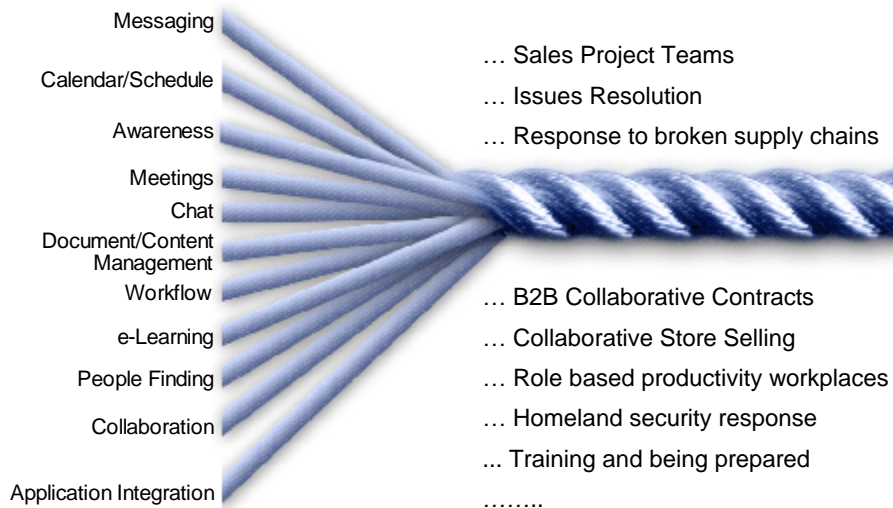 Messaging
Calendar/Schedule
Awareness
Meetings
Chat
Document/Content
Management
Workflow
e-Learning
People Finding
Collaboration
Application Integration
… Sales Project Teams
… Issues Resolution
… Response to broken supply chains
… B2B Collaborative Contracts
… Collaborative Store Selling
… Role based productivity workplaces
… Homeland security response
... Training and being prepared
……..